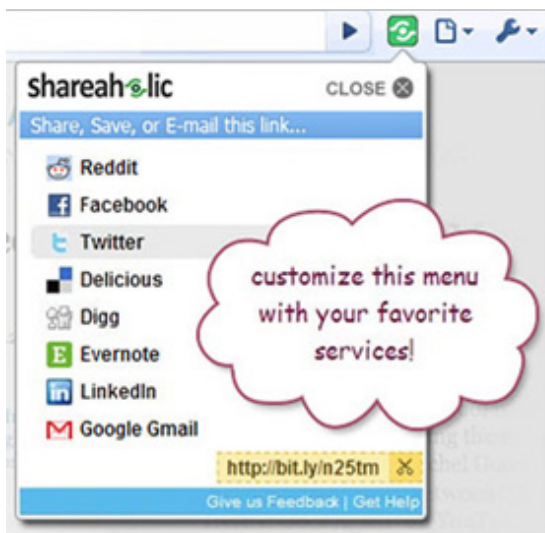 shareaholic
CLOSE
Share, Save, or E-mail this link...
Reddit
Facebook
Twitter
Delicious
Digg
Evernote
LinkedIn
Google Gmail
customize this menu
with your favorite
services!
http://bit.ly/n25tm
Give us Feedback | Get Help